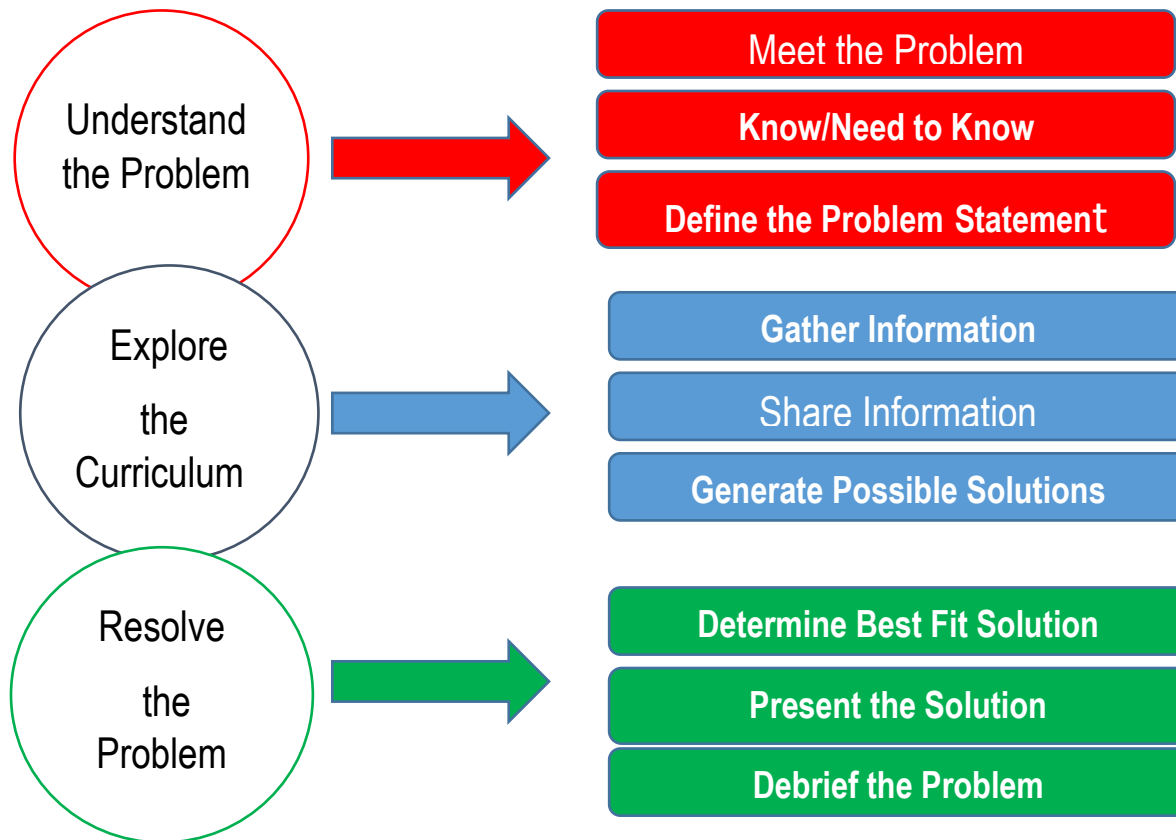 Understand
the Problem
Meet the Problem
Know/Need to Know
Define the Problem Statement
Explore
the
Curriculum
Gather Information
Share Information
Generate Possible Solutions
Resolve
the
Problem
Determine Best Fit Solution
Present the Solution
Debrief the Problem